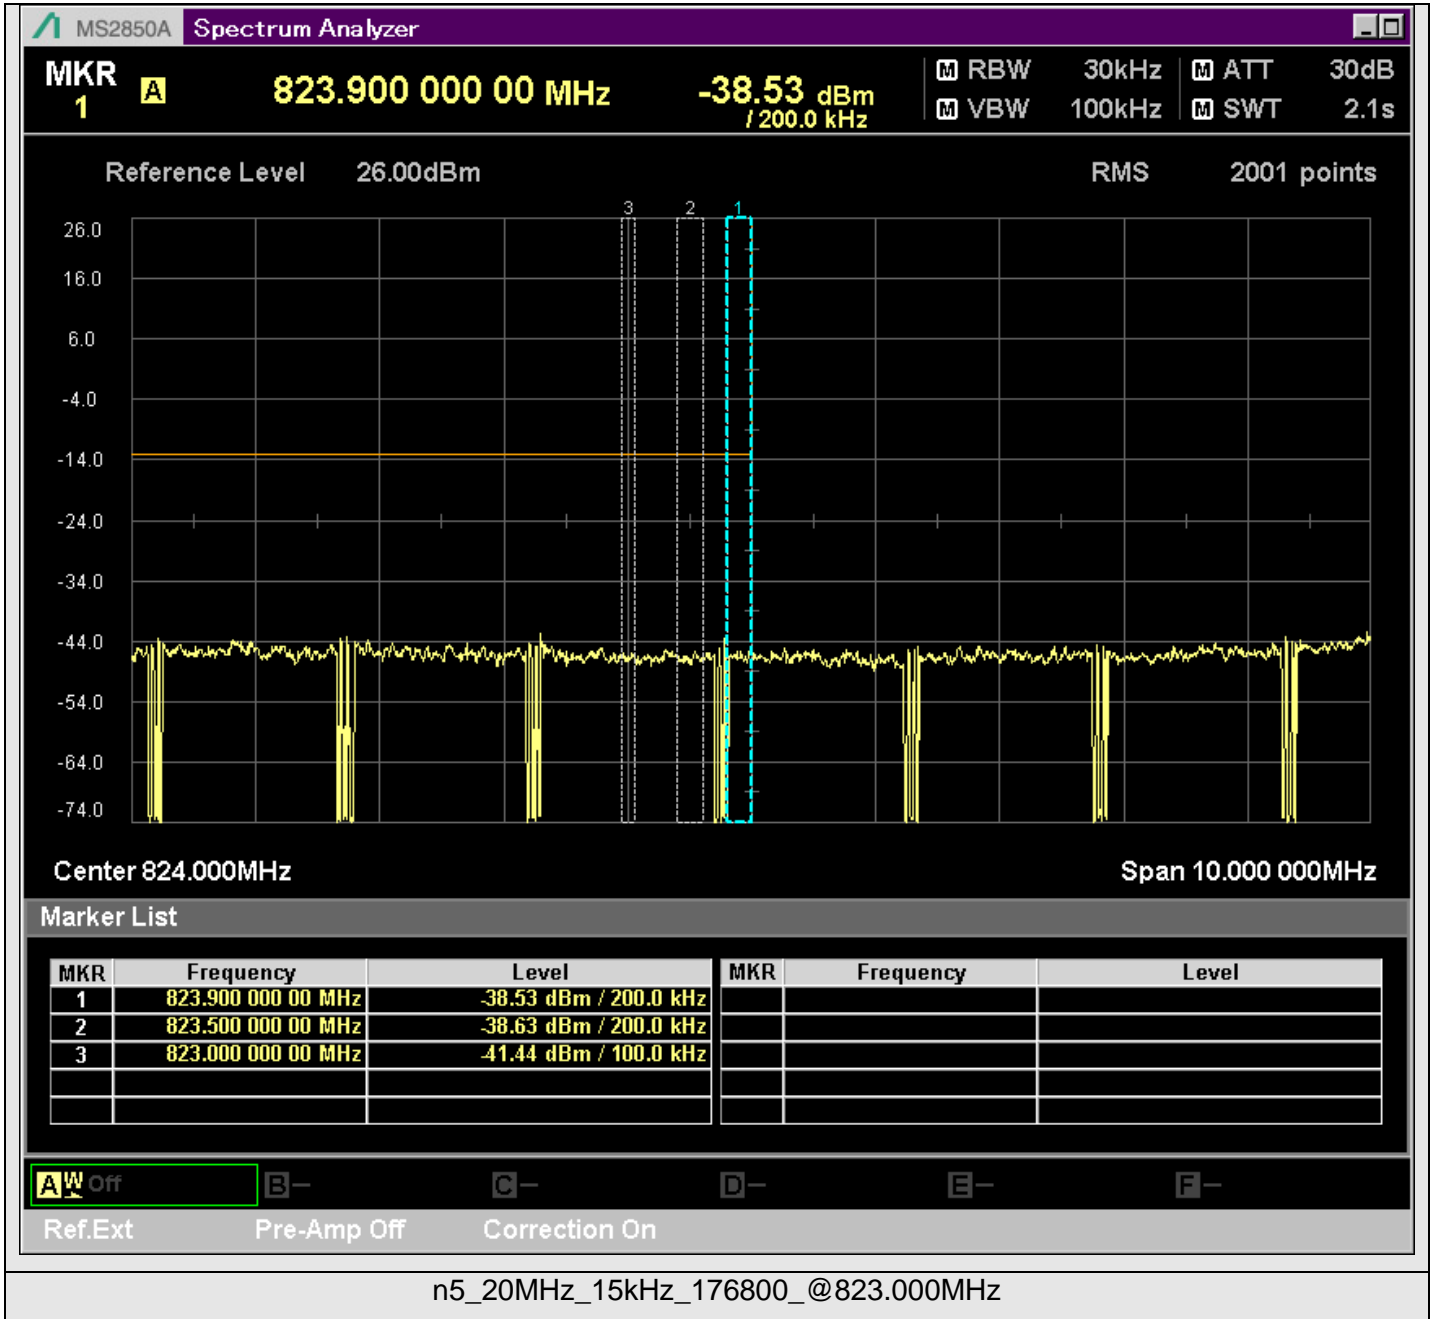 MS2850A Spectrum Analyzer
MKR 1 A 823.900 000 00 MHz -38.53 dBm / 200.0 kHz
M RBW 30kHz M ATT 30dB
M VBW 100kHz M SWT 2.1s
Reference Level 26.00dBm RMS 2001 points
3 2 1
26.0
16.0
6.0
-4.0
-14.0
-24.0
-34.0
-44.0
-54.0
-64.0
-74.0
Center 824.000MHz Span 10.000 000MHz
Marker List
MKR Frequency Level MKR Frequency Level
1 823.900 000 00 MHz -38.53 dBm / 200.0 kHz
2 823.500 000 00 MHz -38.63 dBm / 200.0 kHz
3 823.000 000 00 MHz -41.44 dBm / 100.0 kHz
A W Off B - C - D - E - F -
Ref.Ext Pre-Amp Off Correction On
n5_20MHz_15kHz_176800_@823.000MHz